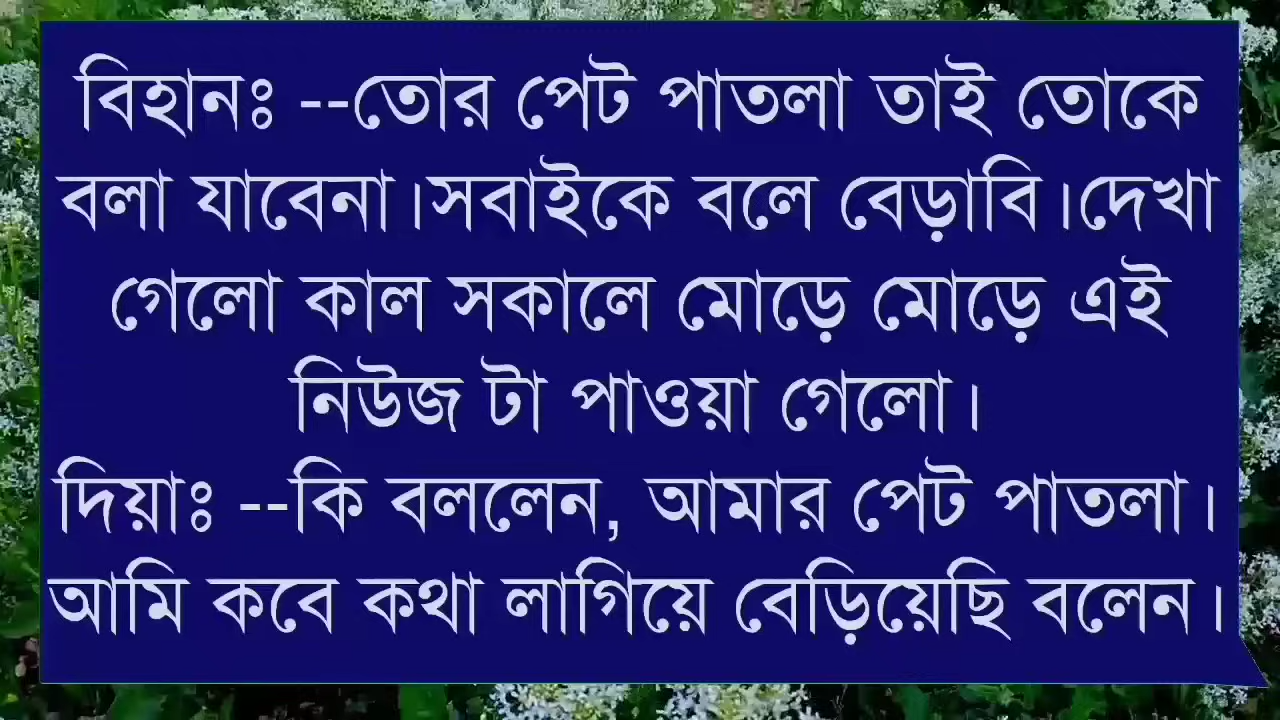 বিহানঃ --তোর পেট পাতলা তাই তোকে
বলা যাবেনা।সবাইকে বলে বেড়াবি।দেখা
গেলো কাল সকালে মোড়ে মোড়ে এই
নিউজ টা পাওয়া গেলো।
দিয়াঃ --কি বললেন, আমার পেট পাতলা।
আমি কবে কথা লাগিয়ে বেড়িয়েছি বলেন।